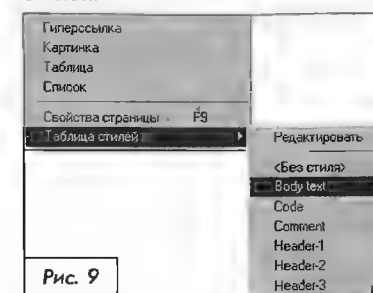 Гиперссылка
Картинка
Таблица
Список
Свойства страницы F9
Таблица стилей
Редактировать
<Без стиля>
Body text
Code
Comment
Header-1
Header-2
Header-3
Рис. 9